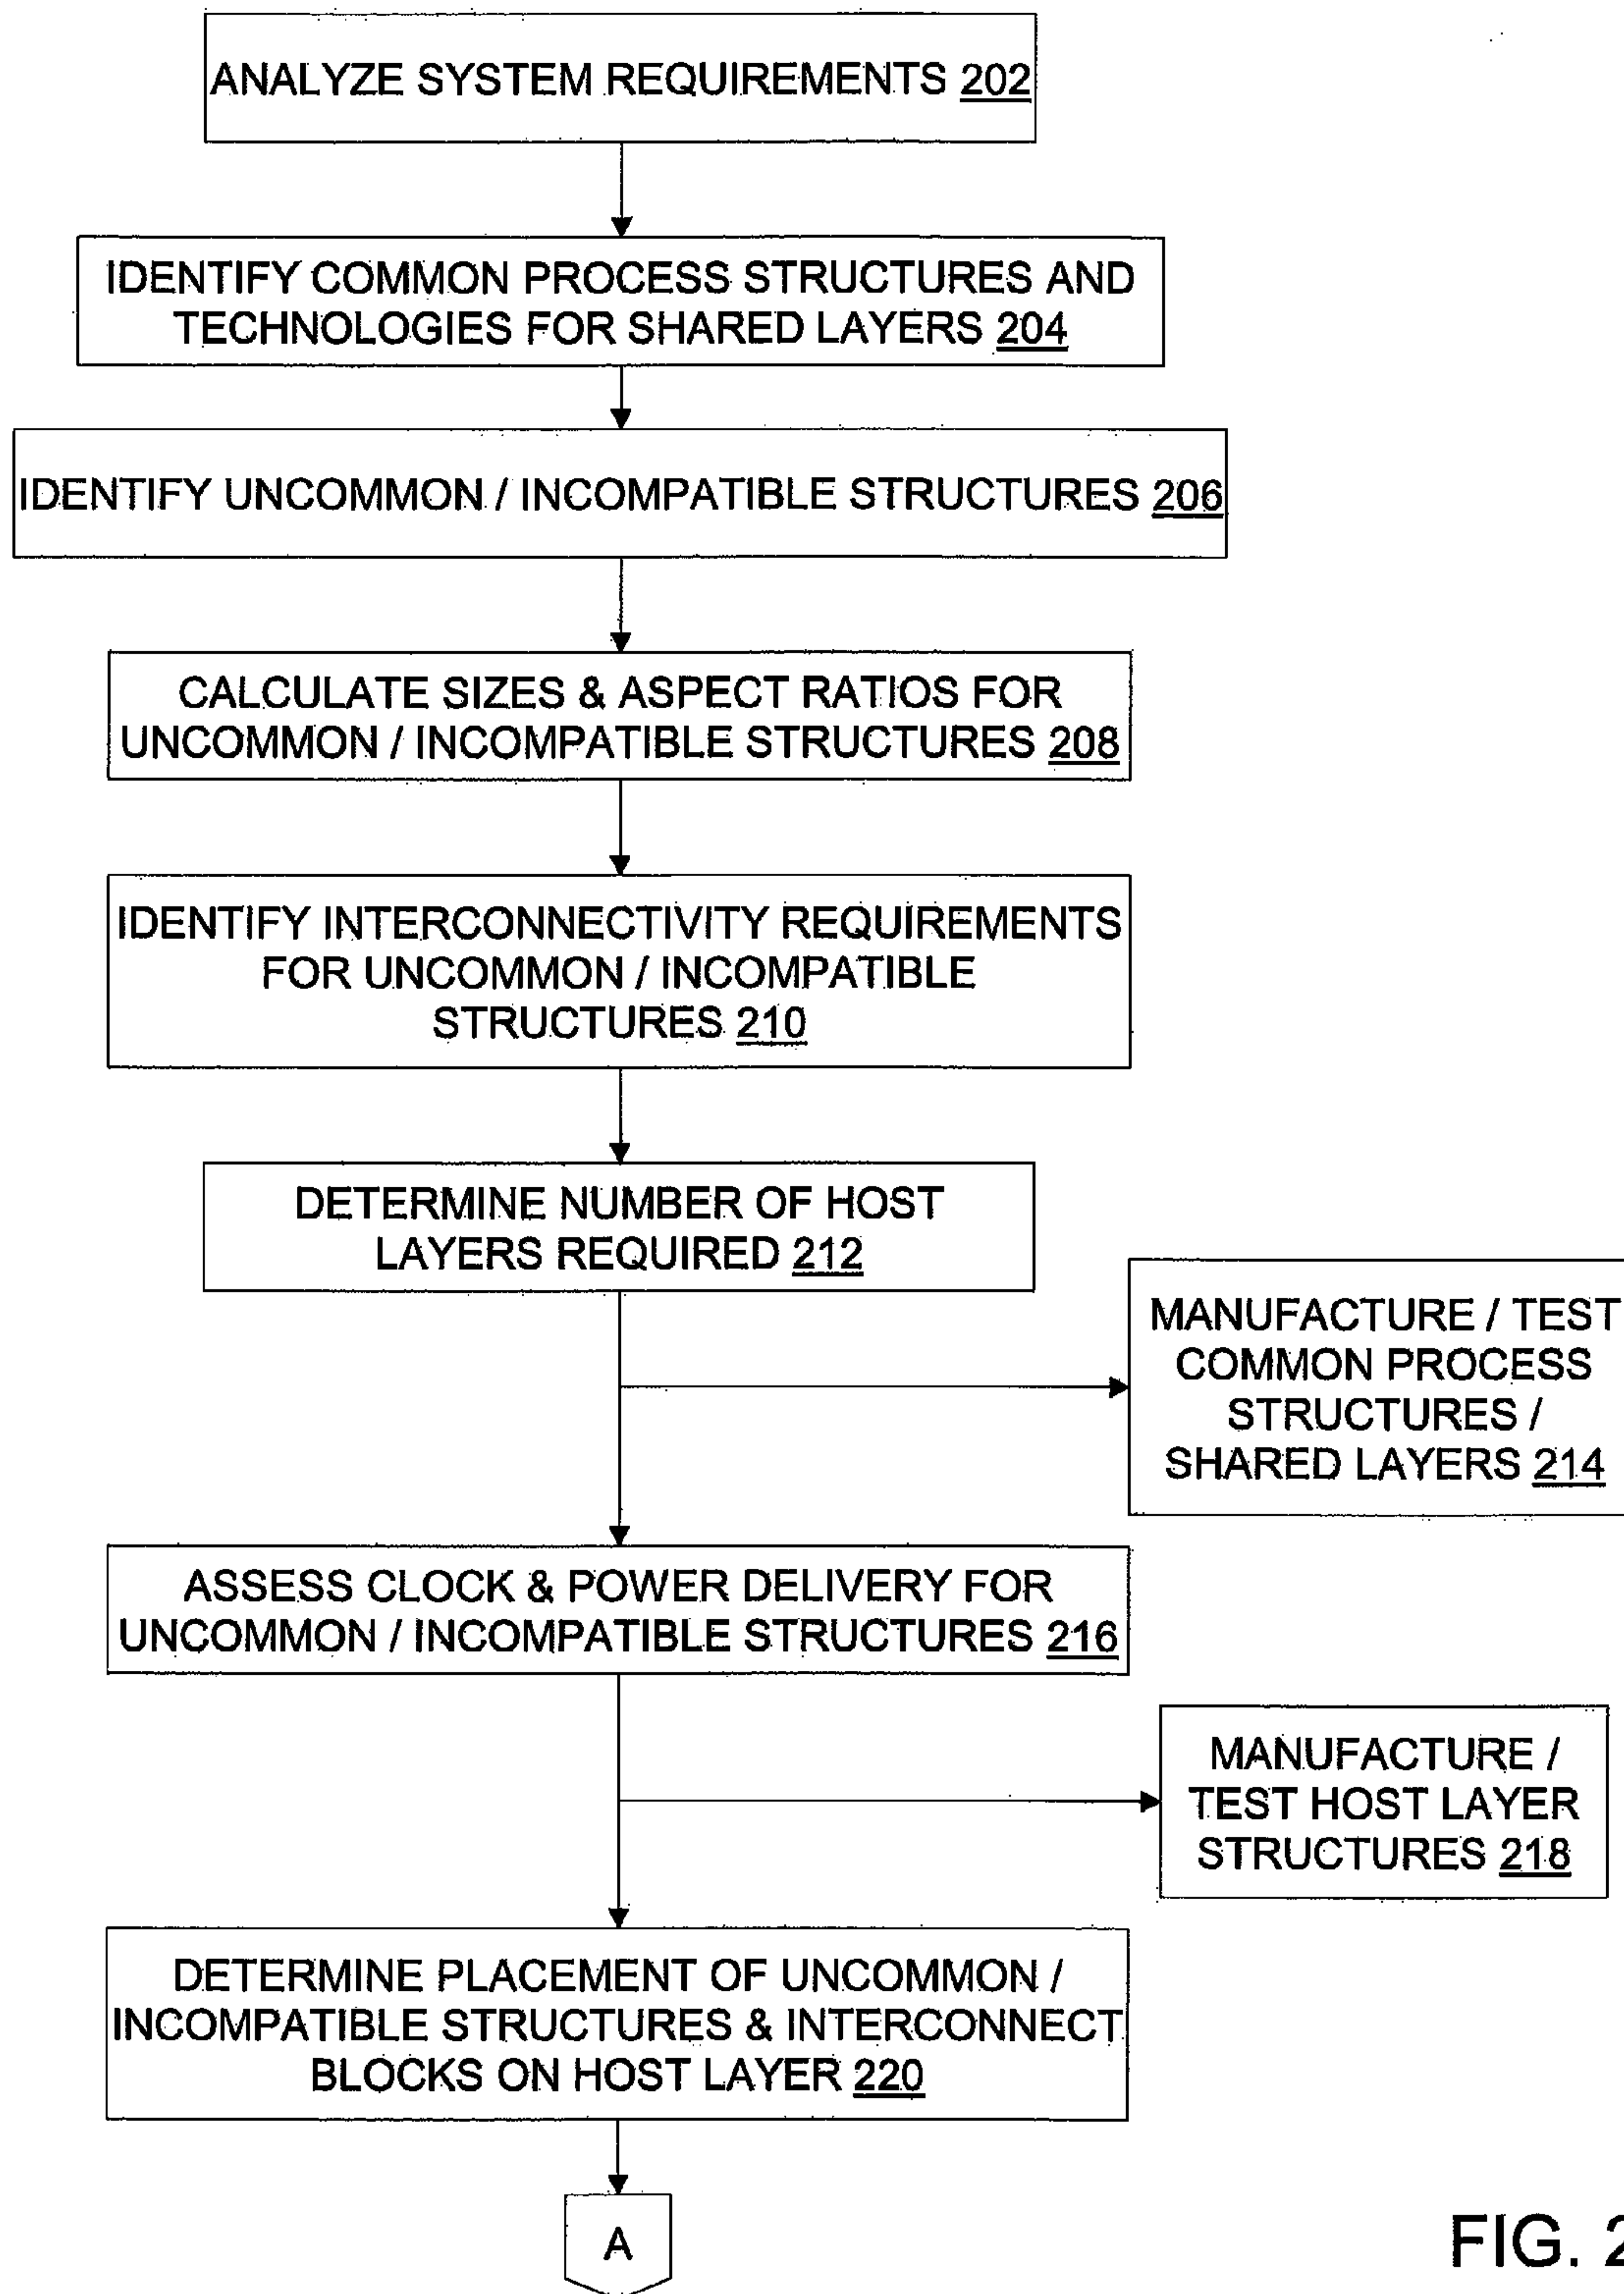 ANALYZE SYSTEM REQUIREMENTS 202
IDENTIFY COMMON PROCESS STRUCTURES AND
TECHNOLOGIES FOR SHARED LAYERS 204
IDENTIFY UNCOMMON / INCOMPATIBLE STRUCTURES 206
CALCULATE SIZES & ASPECT RATIOS FOR
UNCOMMON / INCOMPATIBLE STRUCTURES 208
IDENTIFY INTERCONNECTIVITY REQUIREMENTS
FOR UNCOMMON / INCOMPATIBLE
STRUCTURES 210
DETERMINE NUMBER OF HOST
LAYERS REQUIRED 212
MANUFACTURE / TEST
COMMON PROCESS
STRUCTURES /
SHARED LAYERS 214
ASSESS CLOCK & POWER DELIVERY FOR
UNCOMMON / INCOMPATIBLE STRUCTURES 216
MANUFACTURE /
TEST HOST LAYER
STRUCTURES 218
DETERMINE PLACEMENT OF UNCOMMON /
INCOMPATIBLE STRUCTURES & INTERCONNECT
BLOCKS ON HOST LAYER 220
A
FIG. 2